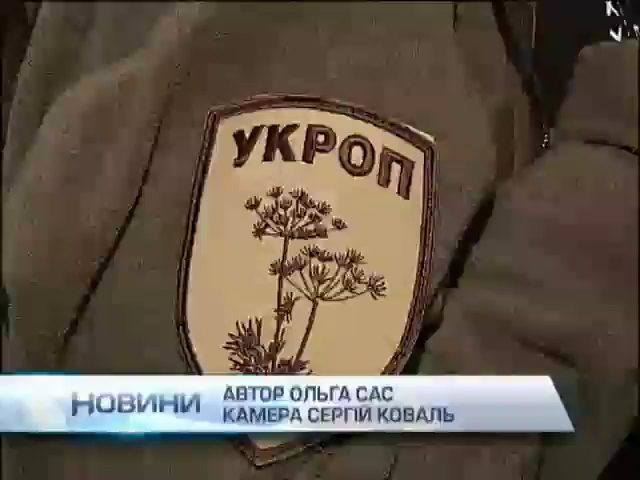 УКРОП
НОВИНИ
АВТОР ОЛЬГА САС
КАМЕРА СЕРГІЙ КОВАЛЬ